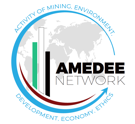 ACTIVITY OF MINING, ENVIRONMENT,
AMEDEE
NETWORK
DEVELOPMENT, ECONOMY, ETHICS